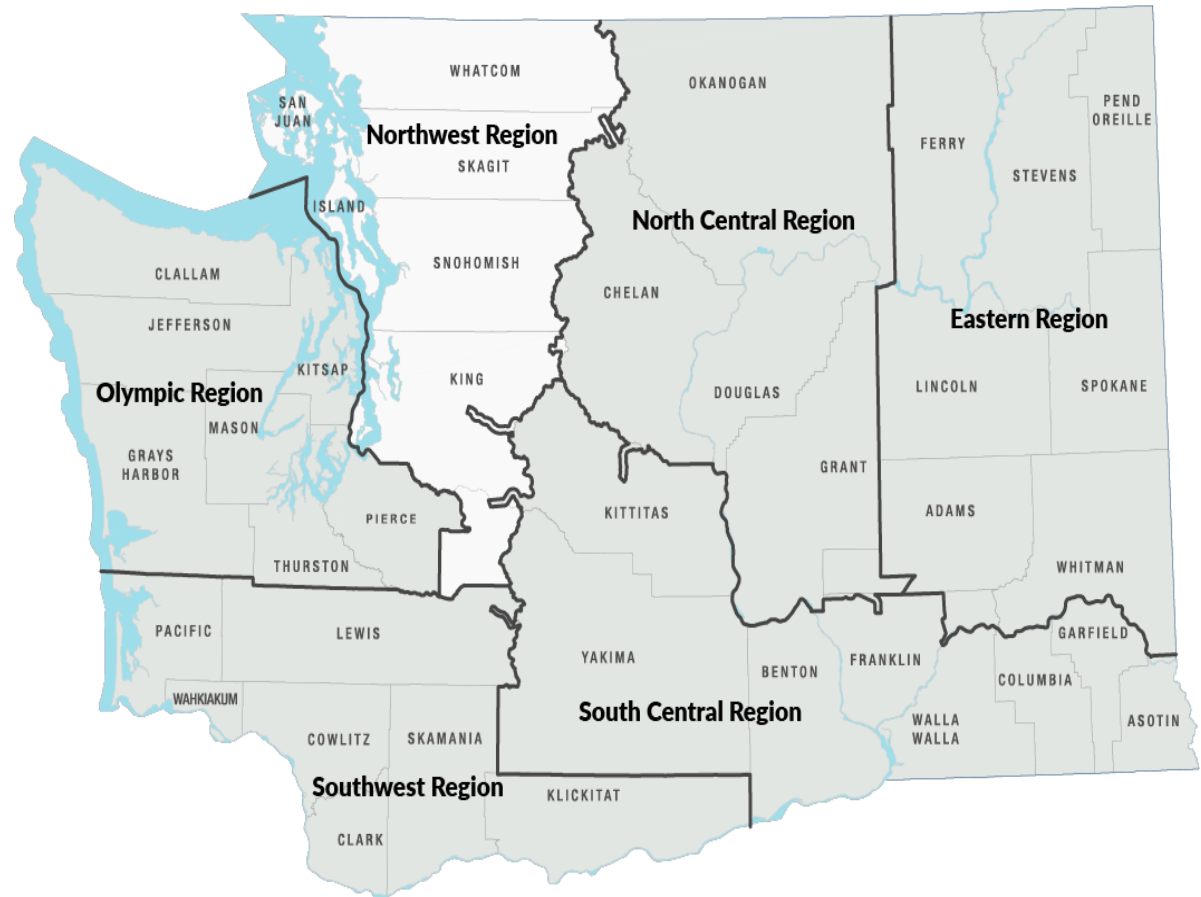 WHATCOM
OKANOGAN
SAN
JUAN
PEND
OREILLE
Northwest Region
FERRY
SKAGIT
STEVENS
ISLAND
North Central Region
SNOHOMISH
CLALLAM
CHELAN
JEFFERSON
Eastern Region
KITSAP
KING
LINCOLN
SPOKANE
Olympic Region
DOUGLAS
MASON
GRAYS
HARBOR
GRANT
PIERCE
KITTITAS
ADAMS
THURSTON
WHITMAN
PACIFIC
LEWIS
GARFIELD
YAKIMA
FRANKLIN
BENTON
COLUMBIA
WAHKIAKUM
South Central Region
WALLA
WALLA
ASOTIN
COWLITZ
SKAMANIA
Southwest Region
KLICKITAT
CLARK